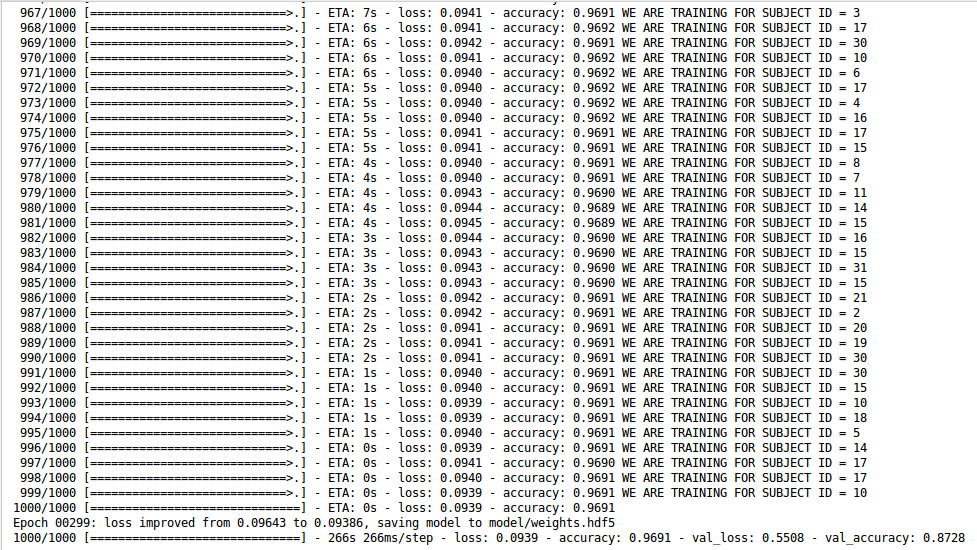 967/1000 [==============================>.] - ETA: 7s - loss: 0.0941 - accuracy: 0.9691 WE ARE TRAINING FOR SUBJECT ID = 3
968/1000 [==============================>.] - ETA: 6s - loss: 0.0941 - accuracy: 0.9692 WE ARE TRAINING FOR SUBJECT ID = 17
969/1000 [==============================>.] - ETA: 6s - loss: 0.0942 - accuracy: 0.9691 WE ARE TRAINING FOR SUBJECT ID = 30
970/1000 [==============================>.] - ETA: 6s - loss: 0.0941 - accuracy: 0.9692 WE ARE TRAINING FOR SUBJECT ID = 10
971/1000 [==============================>.] - ETA: 6s - loss: 0.0940 - accuracy: 0.9692 WE ARE TRAINING FOR SUBJECT ID = 6
972/1000 [==============================>.] - ETA: 5s - loss: 0.0940 - accuracy: 0.9692 WE ARE TRAINING FOR SUBJECT ID = 17
973/1000 [==============================>.] - ETA: 5s - loss: 0.0940 - accuracy: 0.9692 WE ARE TRAINING FOR SUBJECT ID = 4
974/1000 [==============================>.] - ETA: 5s - loss: 0.0940 - accuracy: 0.9692 WE ARE TRAINING FOR SUBJECT ID = 16
975/1000 [==============================>.] - ETA: 5s - loss: 0.0941 - accuracy: 0.9691 WE ARE TRAINING FOR SUBJECT ID = 17
976/1000 [==============================>.] - ETA: 5s - loss: 0.0941 - accuracy: 0.9691 WE ARE TRAINING FOR SUBJECT ID = 15
977/1000 [==============================>.] - ETA: 4s - loss: 0.0940 - accuracy: 0.9691 WE ARE TRAINING FOR SUBJECT ID = 8
978/1000 [==============================>.] - ETA: 4s - loss: 0.0940 - accuracy: 0.9691 WE ARE TRAINING FOR SUBJECT ID = 7
979/1000 [==============================>.] - ETA: 4s - loss: 0.0943 - accuracy: 0.9690 WE ARE TRAINING FOR SUBJECT ID = 11
980/1000 [==============================>.] - ETA: 4s - loss: 0.0944 - accuracy: 0.9689 WE ARE TRAINING FOR SUBJECT ID = 14
981/1000 [==============================>.] - ETA: 4s - loss: 0.0945 - accuracy: 0.9689 WE ARE TRAINING FOR SUBJECT ID = 15
982/1000 [==============================>.] - ETA: 3s - loss: 0.0944 - accuracy: 0.9690 WE ARE TRAINING FOR SUBJECT ID = 16
983/1000 [==============================>.] - ETA: 3s - loss: 0.0943 - accuracy: 0.9690 WE ARE TRAINING FOR SUBJECT ID = 15
984/1000 [==============================>.] - ETA: 3s - loss: 0.0943 - accuracy: 0.9690 WE ARE TRAINING FOR SUBJECT ID = 31
985/1000 [==============================>.] - ETA: 3s - loss: 0.0943 - accuracy: 0.9690 WE ARE TRAINING FOR SUBJECT ID = 15
986/1000 [==============================>.] - ETA: 2s - loss: 0.0942 - accuracy: 0.9691 WE ARE TRAINING FOR SUBJECT ID = 21
987/1000 [==============================>.] - ETA: 2s - loss: 0.0942 - accuracy: 0.9691 WE ARE TRAINING FOR SUBJECT ID = 2
988/1000 [==============================>.] - ETA: 2s - loss: 0.0941 - accuracy: 0.9691 WE ARE TRAINING FOR SUBJECT ID = 20
989/1000 [==============================>.] - ETA: 2s - loss: 0.0941 - accuracy: 0.9691 WE ARE TRAINING FOR SUBJECT ID = 19
990/1000 [==============================>.] - ETA: 2s - loss: 0.0941 - accuracy: 0.9691 WE ARE TRAINING FOR SUBJECT ID = 30
991/1000 [==============================>.] - ETA: 1s - loss: 0.0940 - accuracy: 0.9691 WE ARE TRAINING FOR SUBJECT ID = 30
992/1000 [==============================>.] - ETA: 1s - loss: 0.0940 - accuracy: 0.9691 WE ARE TRAINING FOR SUBJECT ID = 15
993/1000 [==============================>.] - ETA: 1s - loss: 0.0939 - accuracy: 0.9691 WE ARE TRAINING FOR SUBJECT ID = 10
994/1000 [==============================>.] - ETA: 1s - loss: 0.0939 - accuracy: 0.9691 WE ARE TRAINING FOR SUBJECT ID = 18
995/1000 [==============================>.] - ETA: 1s - loss: 0.0940 - accuracy: 0.9691 WE ARE TRAINING FOR SUBJECT ID = 5
996/1000 [==============================>.] - ETA: 0s - loss: 0.0939 - accuracy: 0.9691 WE ARE TRAINING FOR SUBJECT ID = 14
997/1000 [==============================>.] - ETA: 0s - loss: 0.0941 - accuracy: 0.9690 WE ARE TRAINING FOR SUBJECT ID = 17
998/1000 [==============================>.] - ETA: 0s - loss: 0.0940 - accuracy: 0.9691 WE ARE TRAINING FOR SUBJECT ID = 17
999/1000 [==============================>.] - ETA: 0s - loss: 0.0939 - accuracy: 0.9691 WE ARE TRAINING FOR SUBJECT ID = 10
1000/1000 [==============================] - ETA: 0s - loss: 0.0939 - accuracy: 0.9691
Epoch 00299: loss improved from 0.09643 to 0.09386, saving model to model/weights.hdf5
1000/1000 [==============================] - 266s 266ms/step - loss: 0.0939 - accuracy: 0.9691 - val_loss: 0.5508 - val_accuracy: 0.8728